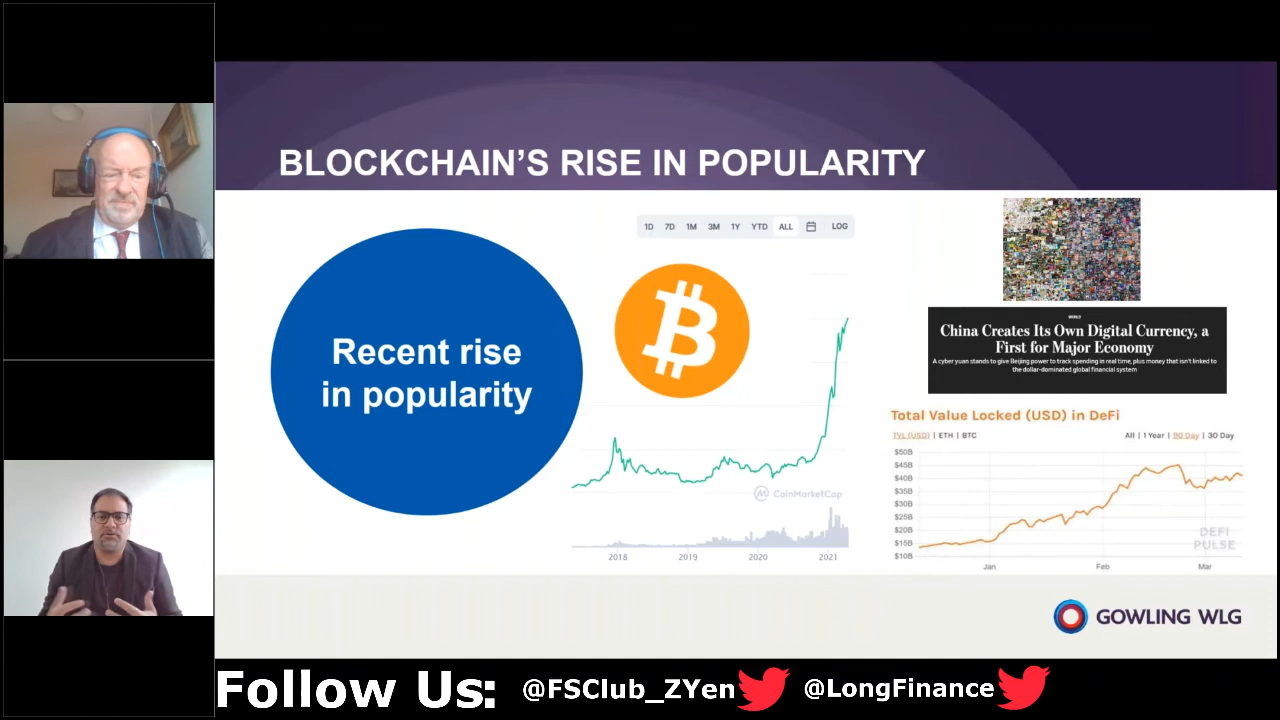 BLOCKCHAIN'S RISE IN POPULARITY
Recent rise
in popularity
1D 7D 1M 3M 1Y YTD ALL LOG
CoinMarketCap
2018 2019 2020 2021
WORLD
China Creates Its Own Digital Currency, a
First for Major Economy
A cyber yuan stands to give Beijing power to track spending in real time, plus money that isn't linked to
the dollar-dominated global financial system
Total Value Locked (USD) in DeFi
TVL (USD) | ETH | BTC All | 1 Year | 90 Day | 30 Day
$50B
$45B
$40B
$35B
$30B
$25B
$20B
$15B
$10B
DEFI
PULSE
Jan Feb Mar
GOWLING WLG
Follow Us: @FSClub_ZYen @LongFinance